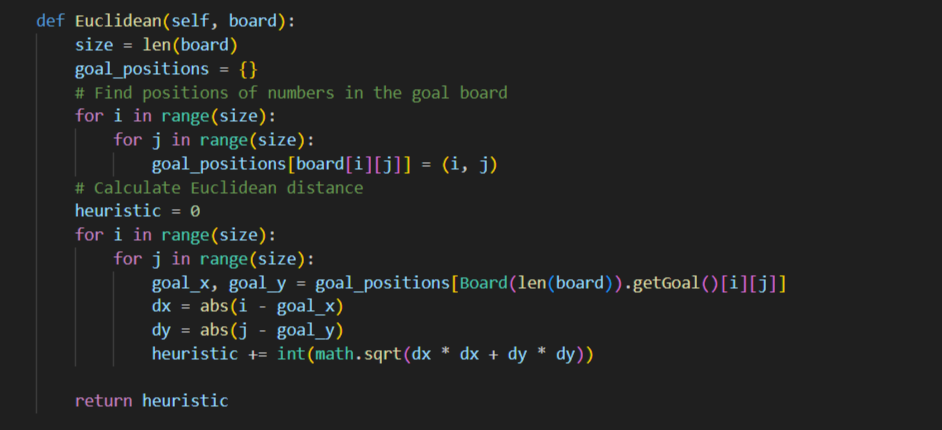 def Euclidean(self, board):
    size = len(board)
    goal_positions = {}
    # Find positions of numbers in the goal board
    for i in range(size):
        for j in range(size):
            goal_positions[board[i][j]] = (i, j)
    # Calculate Euclidean distance
    heuristic = 0
    for i in range(size):
        for j in range(size):
            goal_x, goal_y = goal_positions[Board(len(board)).getGoal()[i][j]]
            dx = abs(i - goal_x)
            dy = abs(j - goal_y)
            heuristic += int(math.sqrt(dx * dx + dy * dy))
    return heuristic